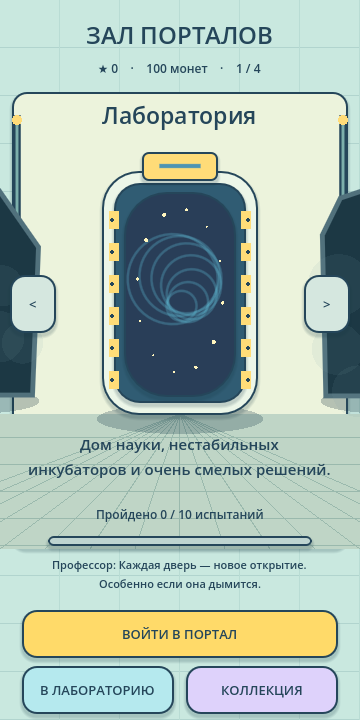 ЗАЛ ПОРТАЛОВ
★ 0 · 100 монет · 1 / 4
Лаборатория
< >
Дом науки, нестабильных
инкубаторов и очень смелых решений.
Пройдено 0 / 10 испытаний
Профессор: Каждая дверь — новое открытие.
Особенно если она дымится.
ВОЙТИ В ПОРТАЛ
В ЛАБОРАТОРИЮ КОЛЛЕКЦИЯ